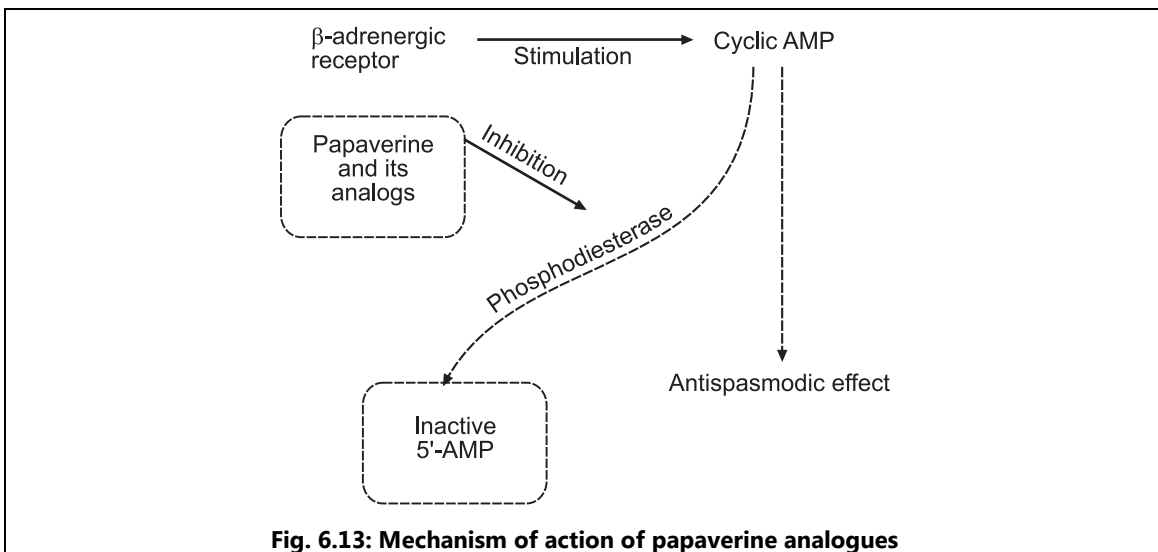 β-adrenergic
receptor
Stimulation
Cyclic AMP
Papaverine
and its
analogs
Inhibition
Phosphodiesterase
Inactive
5'-AMP
Antispasmodic effect
Fig. 6.13: Mechanism of action of papaverine analogues